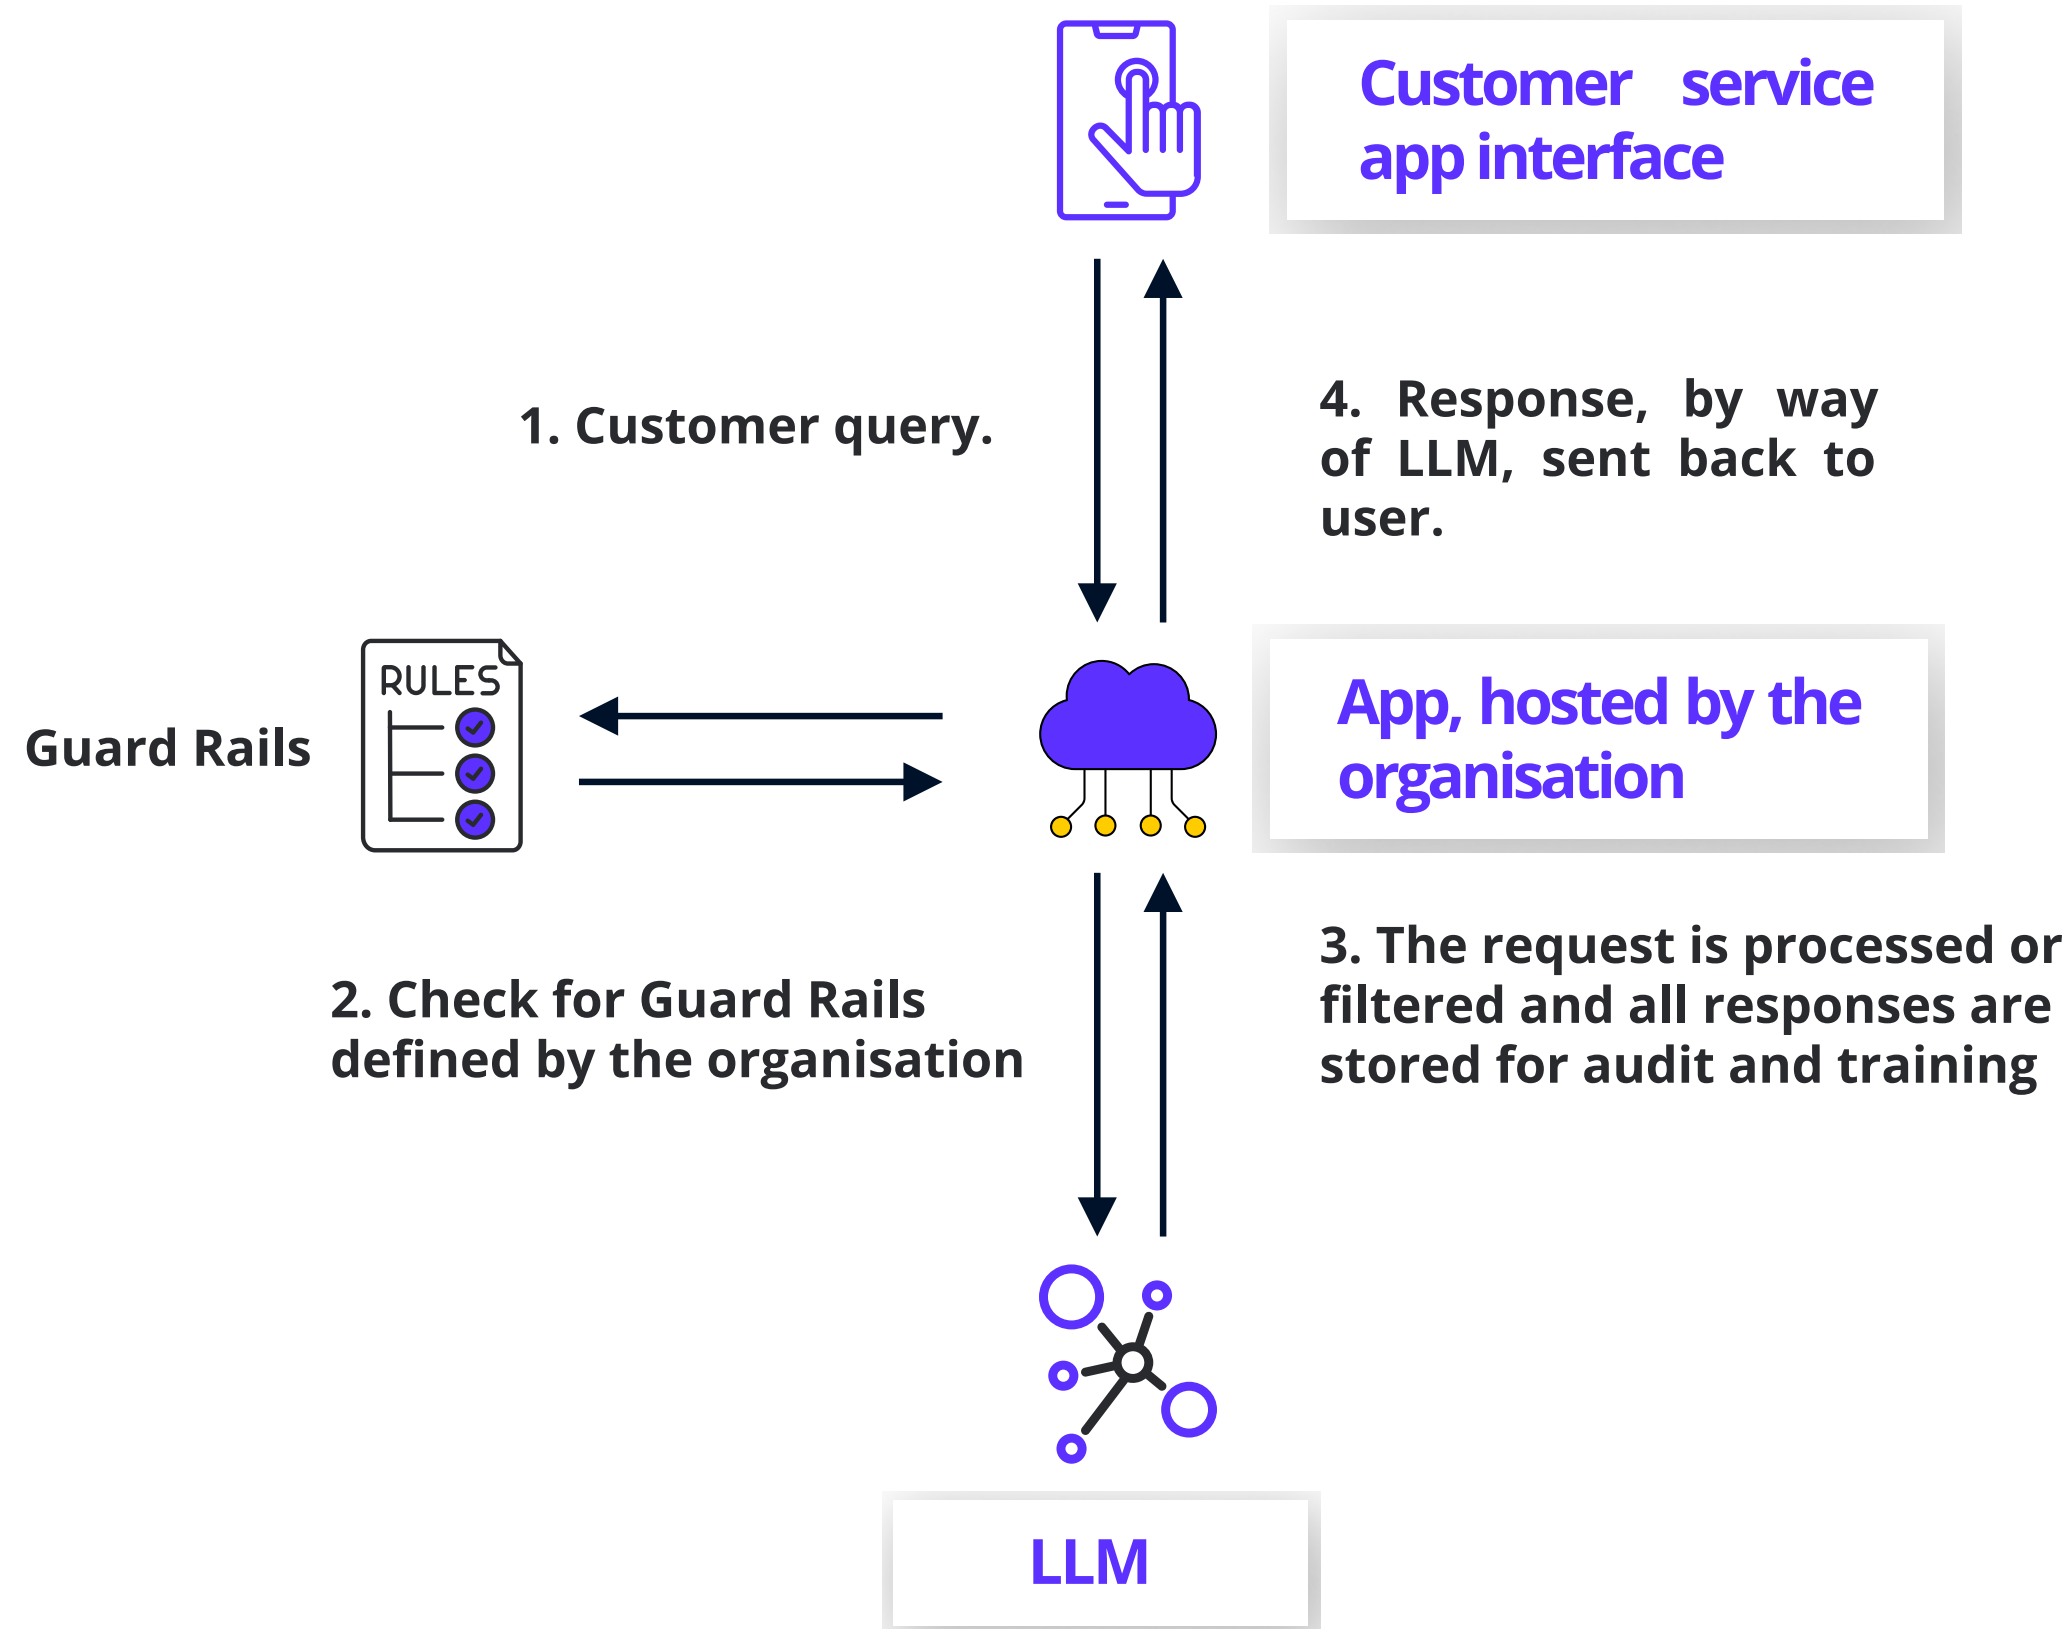 Customer service
app interface
1. Customer query.
4. Response, by way
of LLM, sent back to
user.
RULES
Guard Rails
App, hosted by the
organisation
2. Check for Guard Rails
defined by the organisation
3. The request is processed or
filtered and all responses are
stored for audit and training
LLM